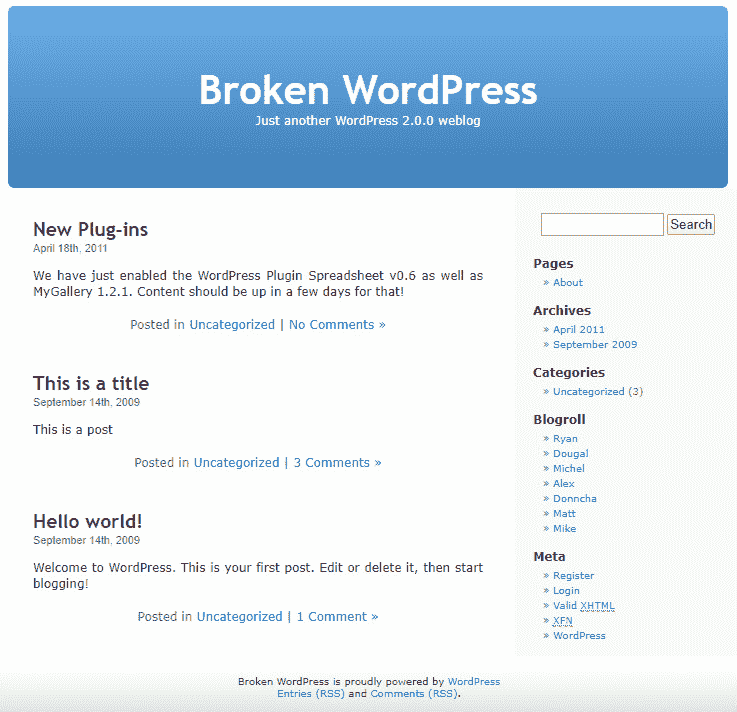 Broken WordPress
Just another WordPress 2.0.0 weblog
New Plug-ins
April 18th, 2011
We have just enabled the WordPress Plugin Spreadsheet v0.6 as well as
MyGallery 1.2.1. Content should be up in a few days for that!
Posted in Uncategorized | No Comments »
This is a title
September 14th, 2009
This is a post
Posted in Uncategorized | 3 Comments »
Hello world!
September 14th, 2009
Welcome to WordPress. This is your first post. Edit or delete it, then start
blogging!
Posted in Uncategorized | 1 Comment »
Search
Pages
» About
Archives
» April 2011
» September 2009
Categories
» Uncategorized (3)
Blogroll
» Ryan
» Dougal
» Michel
» Alex
» Donncha
» Matt
» Mike
Meta
» Register
» Login
» Valid XHTML
» XFN
» WordPress
Broken WordPress is proudly powered by WordPress
Entries (RSS) and Comments (RSS).